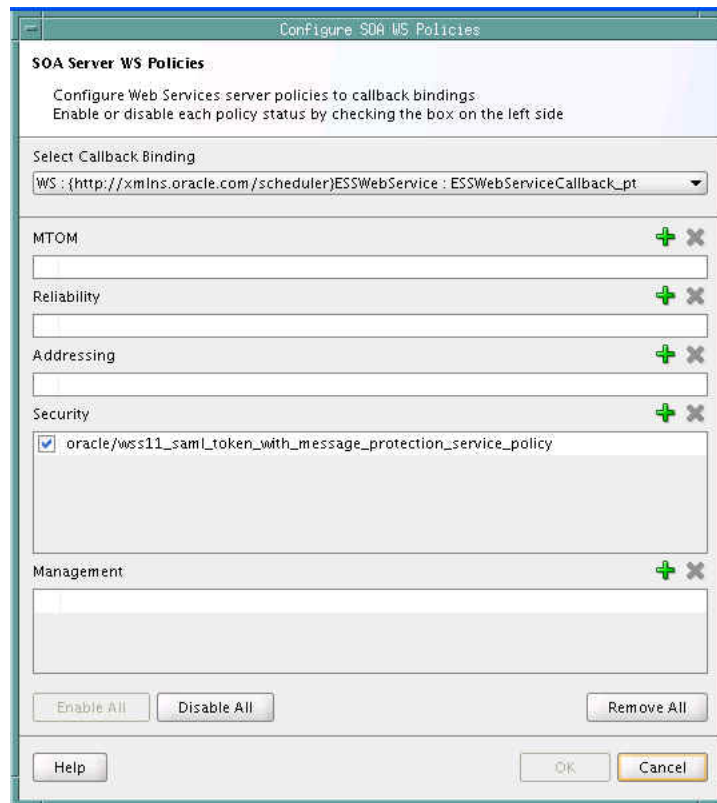 Configure SOA WS Policies
SOA Server WS Policies
Configure Web Services server policies to callback bindings
Enable or disable each policy status by checking the box on the left side
Select Callback Binding
WS : {http://xmlns.oracle.com/scheduler}ESSWebService : ESSWebServiceCallback_pt
MTOM
Reliability
Addressing
Security
oracle/wss11_saml_token_with_message_protection_service_policy
Management
Enable All
Disable All
Remove All
Help
OK
Cancel